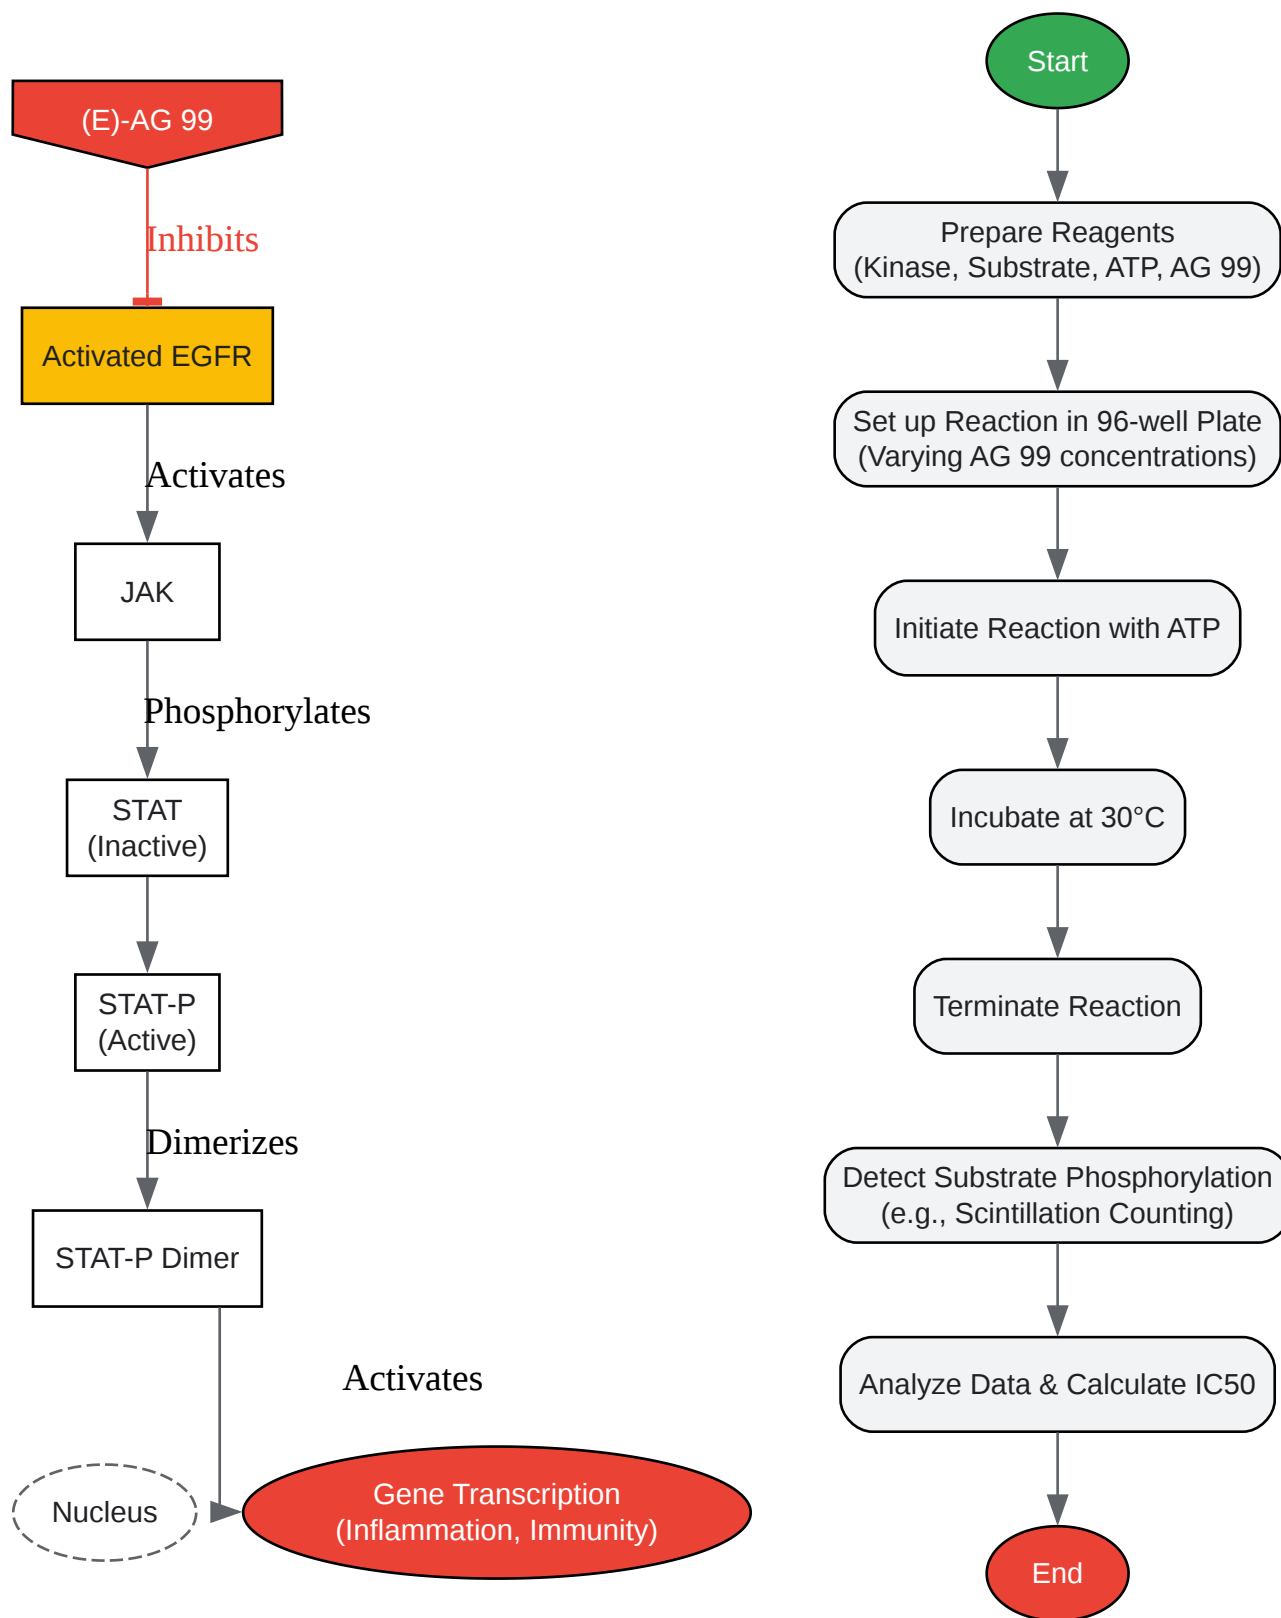 (E)-AG 99
Inhibits
Activated EGFR
Activates
JAK
Phosphorylates
STAT
(Inactive)
STAT-P
(Active)
Dimerizes
STAT-P Dimer
Activates
Nucleus
Gene Transcription
(Inflammation, Immunity)
Start
Prepare Reagents
(Kinase, Substrate, ATP, AG 99)
Set up Reaction in 96-well Plate
(Varying AG 99 concentrations)
Initiate Reaction with ATP
Incubate at 30°C
Terminate Reaction
Detect Substrate Phosphorylation
(e.g., Scintillation Counting)
Analyze Data & Calculate IC50
End